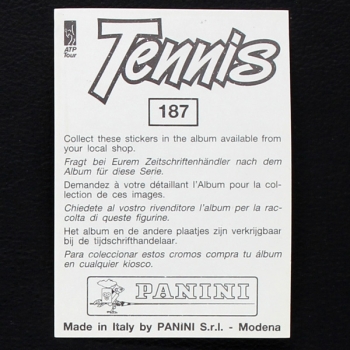 ATP
Tour
Tennis
187
Collect these stickers in the album available from
your local shop.
Fragt bei Eurem Zeitschriftenhändler nach dem
Album für diese Serie.
Demandez à votre détaillant l'Album pour la col-
lection de ces images.
Chiedete al vostro rivenditore l'album per la rac-
colta di queste figurine.
Het album en de andere plaatjes zijn verkrijgbaar
bij de tijdschrifthandelaar.
Para coleccionar estos cromos compra tu álbum
en cualquier kiosco.
PANINI
Made in Italy by PANINI S.r.l. - Modena